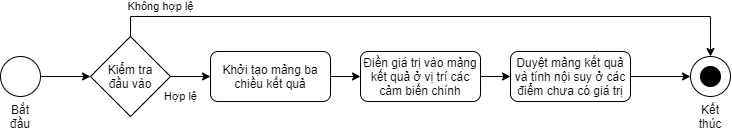 Không hợp lệ
Kiểm tra
đầu vào
Hợp lệ
Khởi tạo mảng ba
chiều kết quả
Điền giá trị vào mảng
kết quả ở vị trí các
cảm biến chính
Duyệt mảng kết quả
và tính nội suy ở các
điểm chưa có giá trị
Bắt
đầu
Kết
thúc